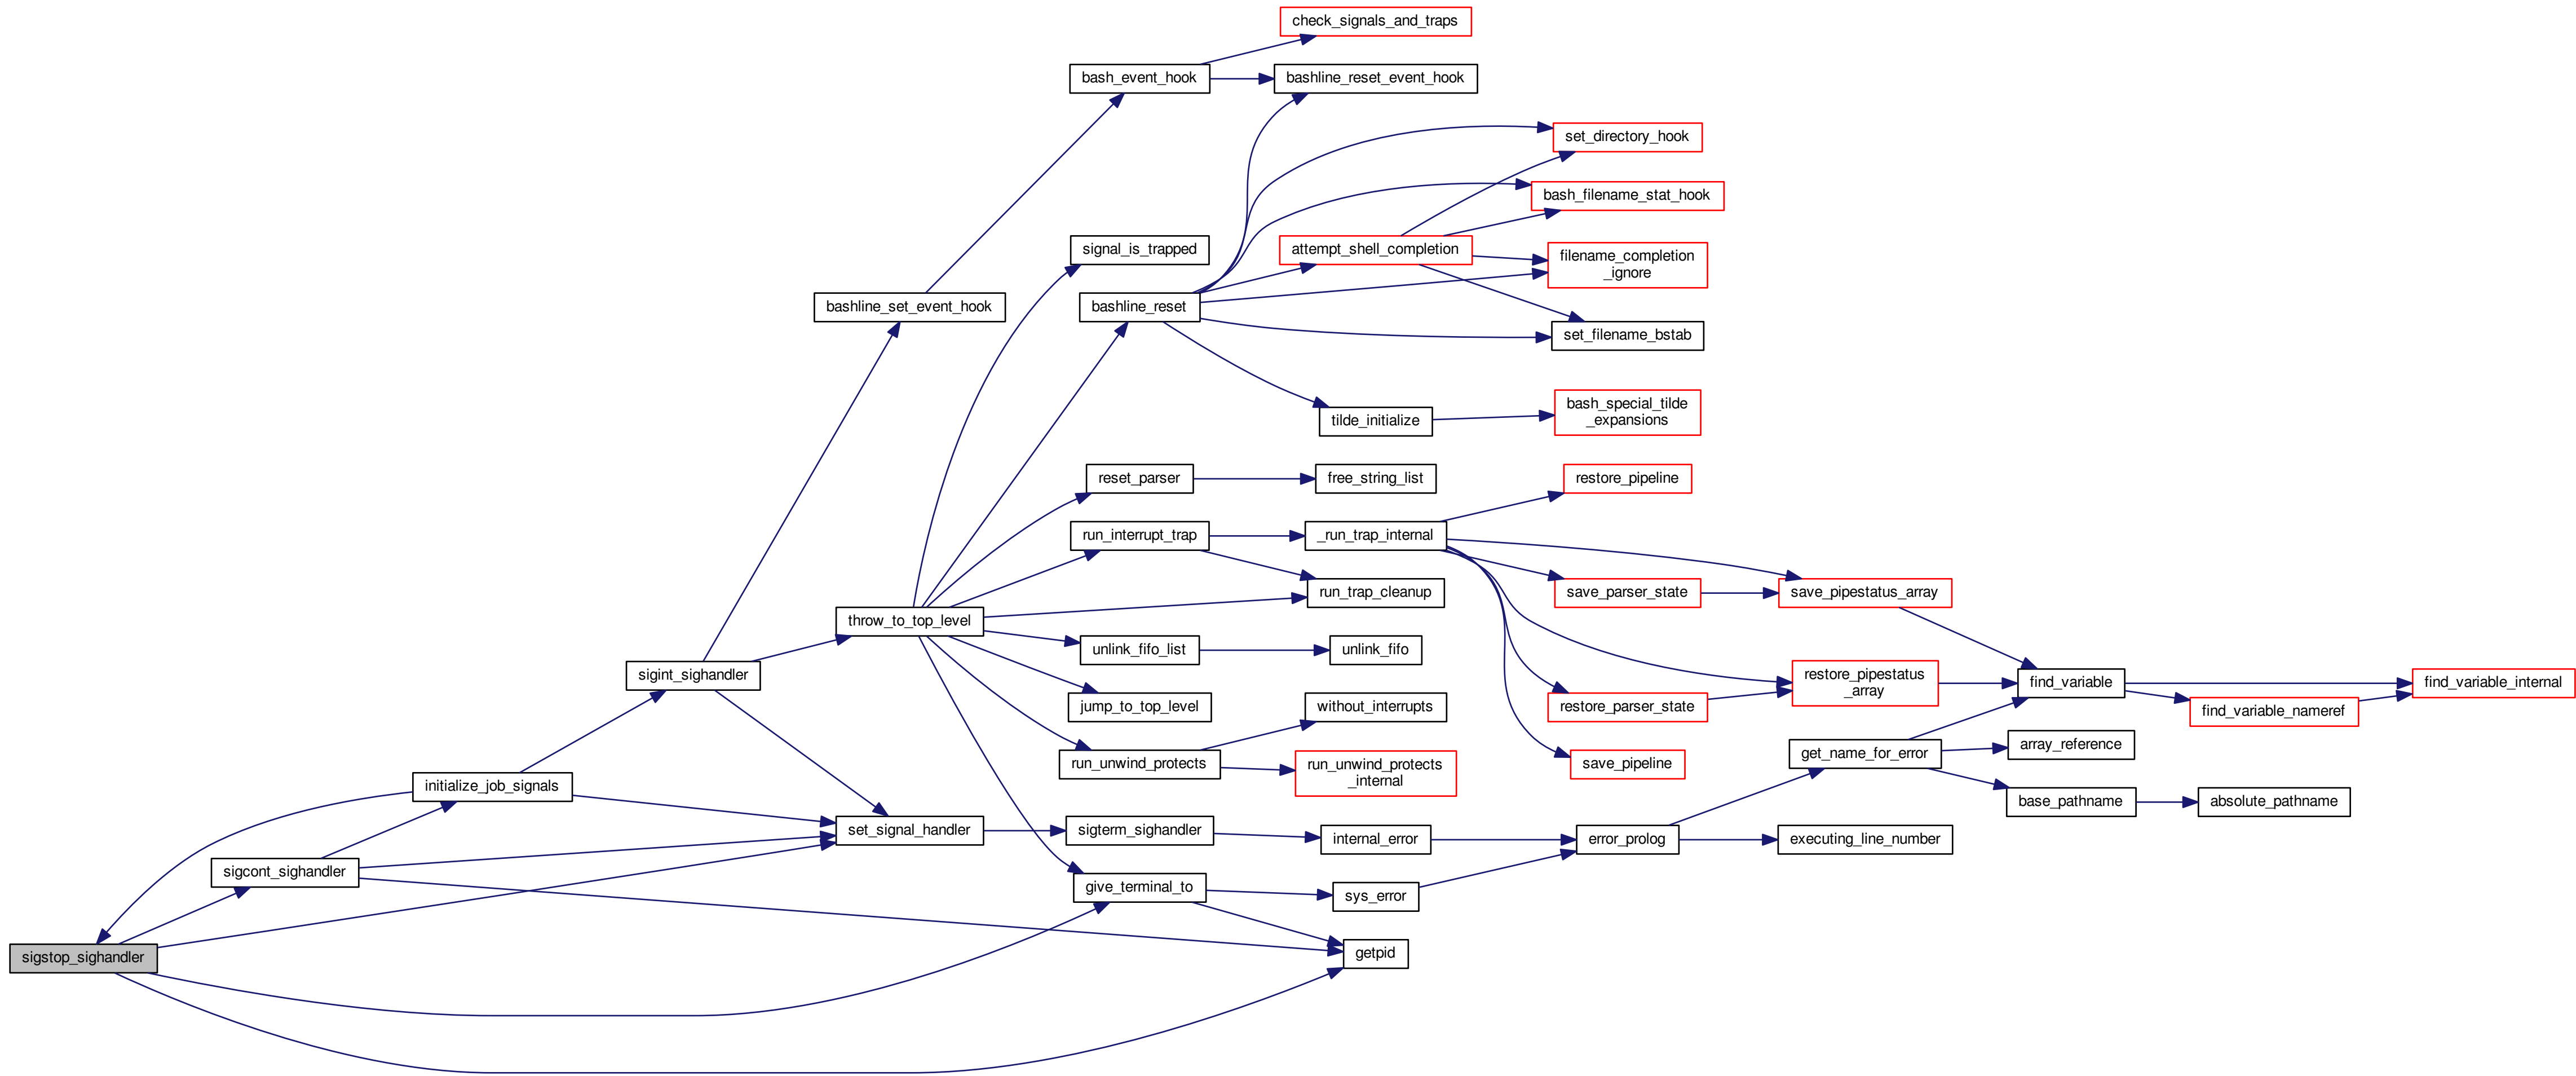 check_signals_and_traps
bash_event_hook
bashline_reset_event_hook
set_directory_hook
bash_filename_stat_hook
signal_is_trapped
attempt_shell_completion
filename_completion
_ignore
bashline_set_event_hook
bashline_reset
set_filename_bstab
tilde_initialize
bash_special_tilde
_expansions
reset_parser
free_string_list
restore_pipeline
run_interrupt_trap
_run_trap_internal
run_trap_cleanup
save_parser_state
save_pipestatus_array
throw_to_top_level
unlink_fifo_list
unlink_fifo
sigint_sighandler
restore_pipestatus
_array
find_variable
find_variable_internal
jump_to_top_level
without_interrupts
restore_parser_state
find_variable_nameref
run_unwind_protects
run_unwind_protects
_internal
save_pipeline
get_name_for_error
array_reference
initialize_job_signals
base_pathname
absolute_pathname
set_signal_handler
sigterm_sighandler
internal_error
error_prolog
executing_line_number
sigcont_sighandler
give_terminal_to
sys_error
sigstop_sighandler
getpid